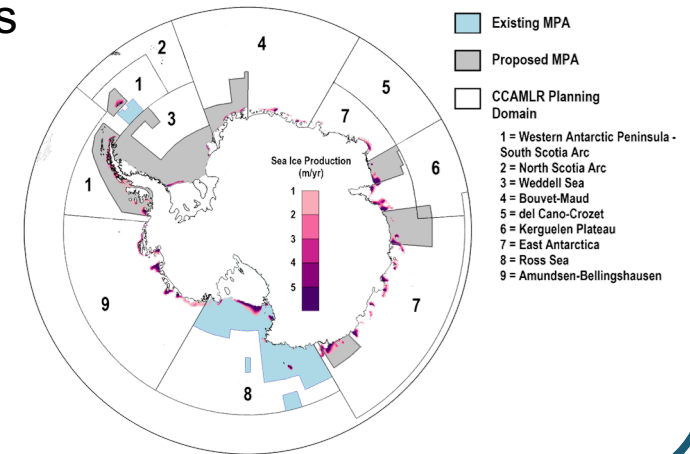 s
Existing MPA
Proposed MPA
CCAMLR Planning
Domain
1 = Western Antarctic Peninsula -
South Scotia Arc
2 = North Scotia Arc
3 = Weddell Sea
4 = Bouvet-Maud
5 = del Cano-Crozet
6 = Kerguelen Plateau
7 = East Antarctica
8 = Ross Sea
9 = Amundsen-Bellingshausen
2
4
1
3
5
7
6
1
Sea Ice Production
(m/yr)
1
2
3
4
5
9
7
8